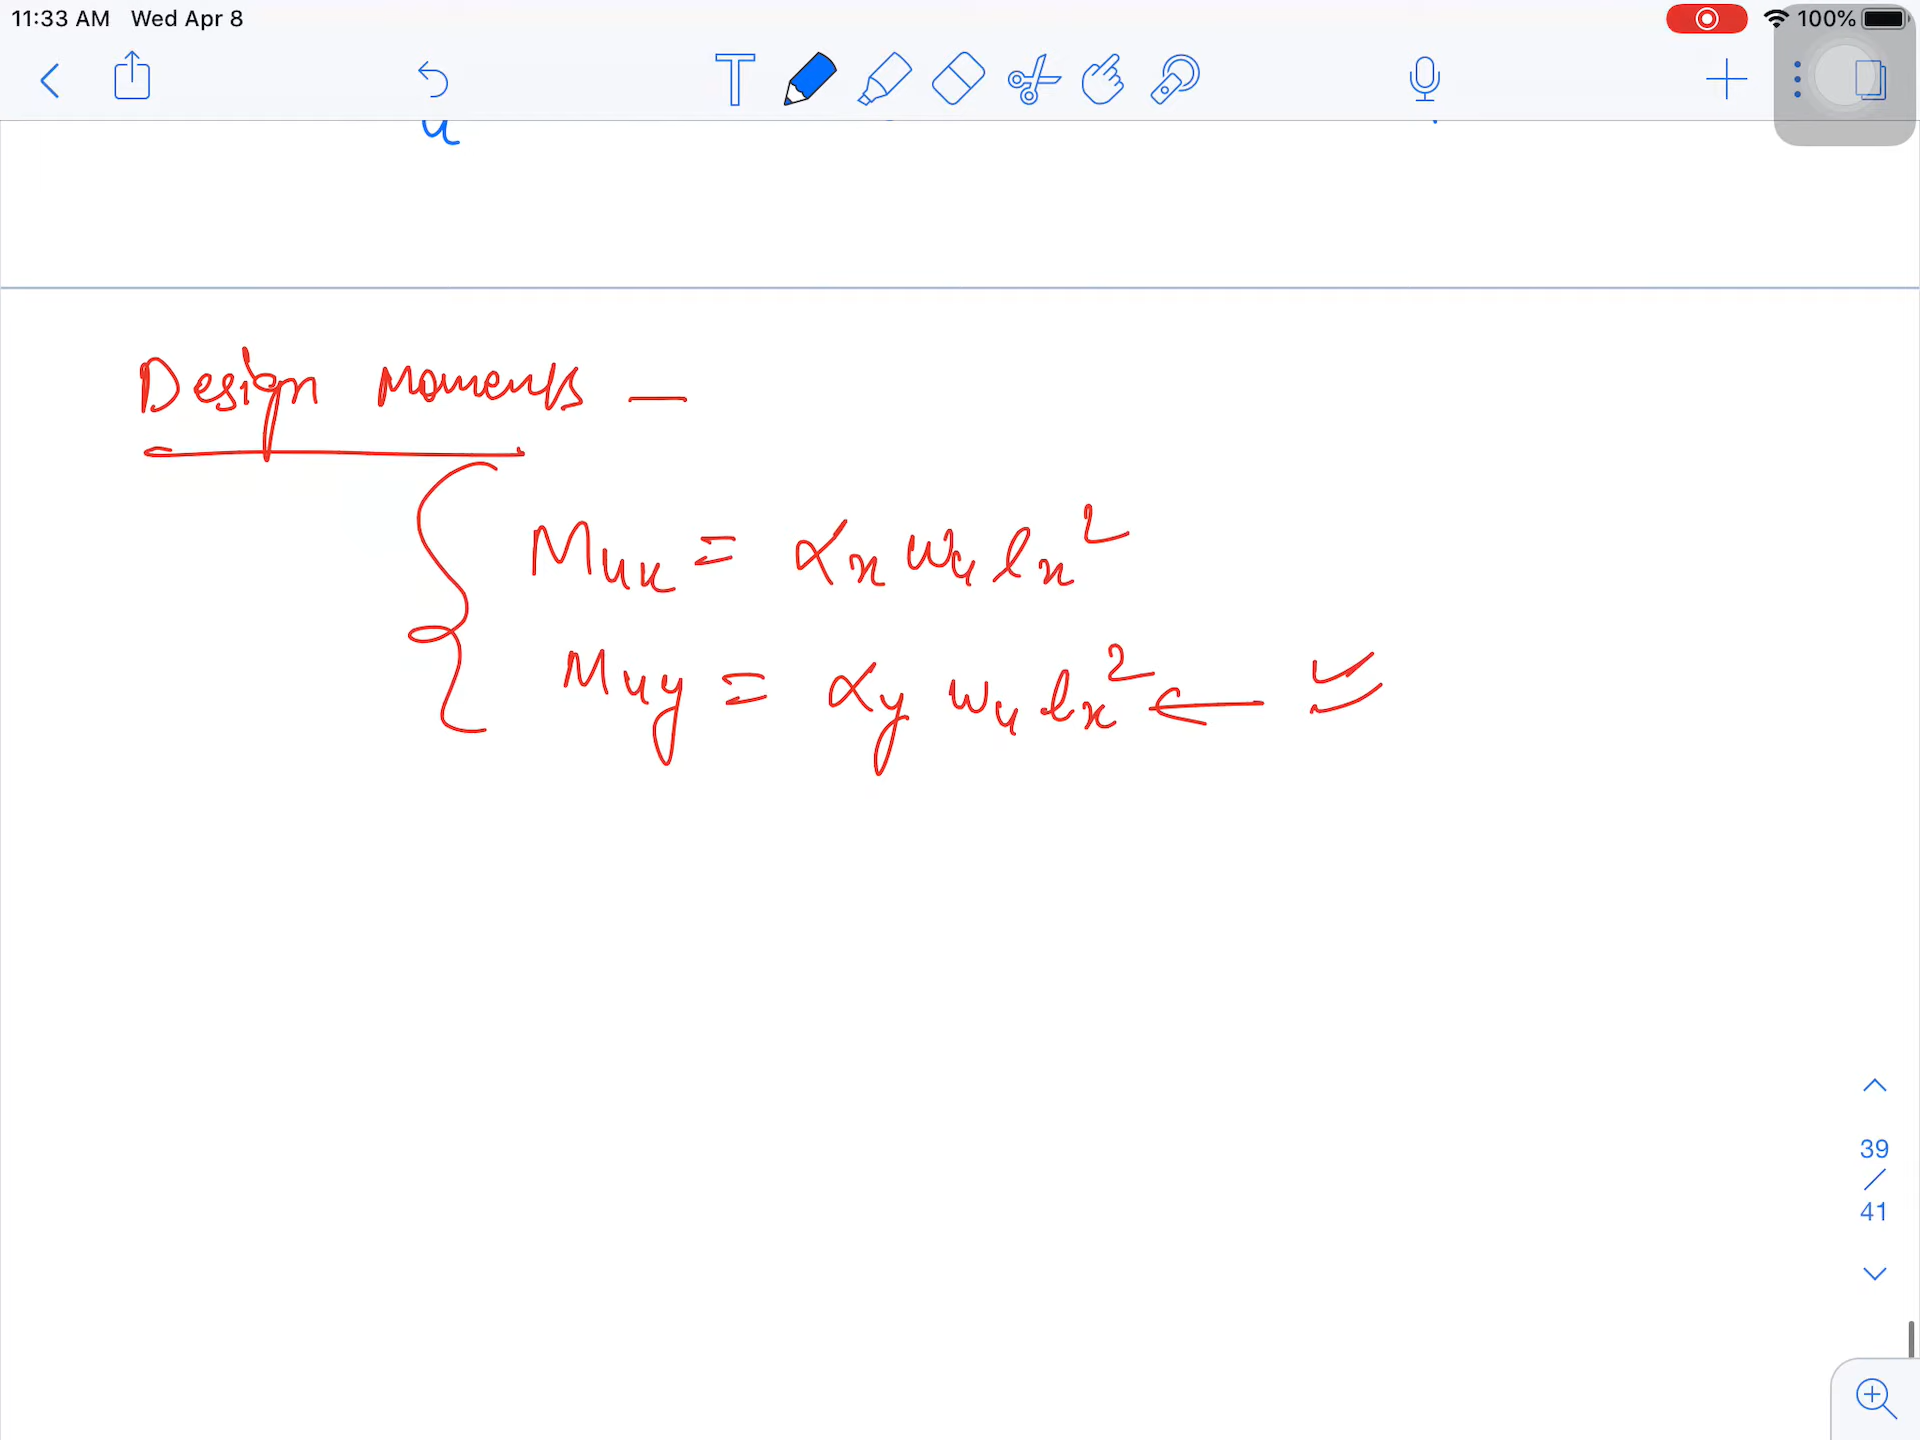 11:33 AM Wed Apr 8
100%
T
u
Design Moments —
Mux = αx wu lx²
Muy = αy wu lx² ← ✓
39
/
41